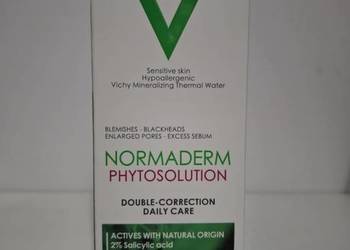 V
Sensitive skin
Hypoallergenic
Vichy Mineralizing Thermal Water
BLEMISHES - BLACKHEADS
ENLARGED PORES - EXCESS SEBUM
NORMADERM
PHYTOSOLUTION
DOUBLE-CORRECTION
DAILY CARE
ACTIVES WITH NATURAL ORIGIN
2% Salicylic acid